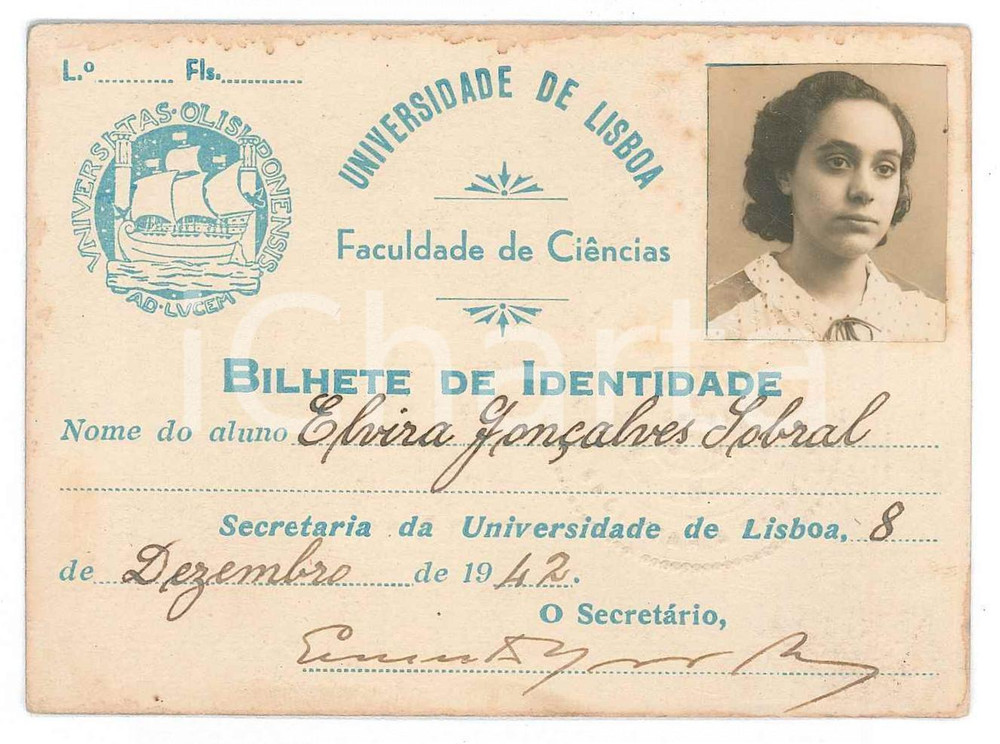 L.º ........... Fls. ...........
UNIVERSITAS·OLISIPONENSIS
AD·LVCEM
UNIVERSIDADE DE LISBOA
Faculdade de Ciências
iCharta
BILHETE DE IDENTIDADE
Nome do aluno Elvira Gonçalves Sobral
Secretaria da Universidade de Lisboa, 8
de Dezembro de 1942.
O Secretário,